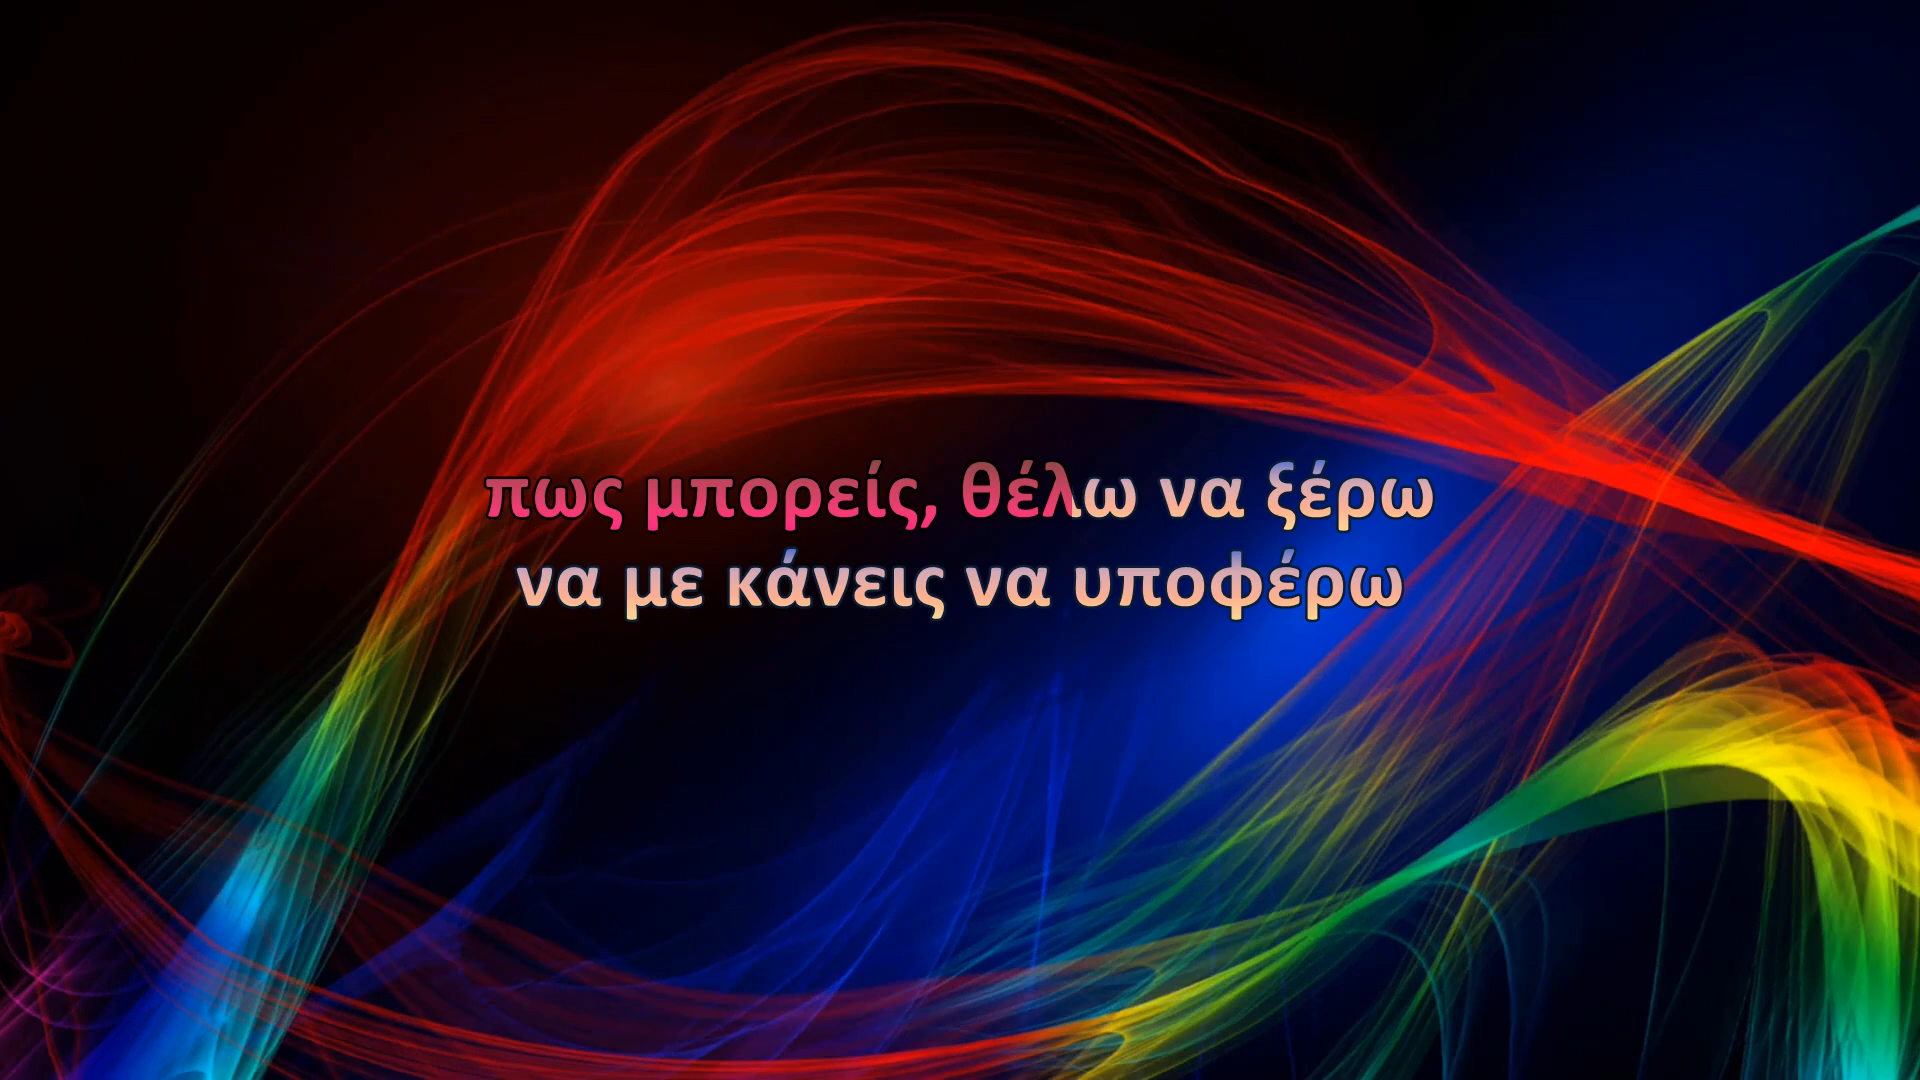 πως μπορείς, θέλω να ξέρω
να με κάνεις να υποφέρω